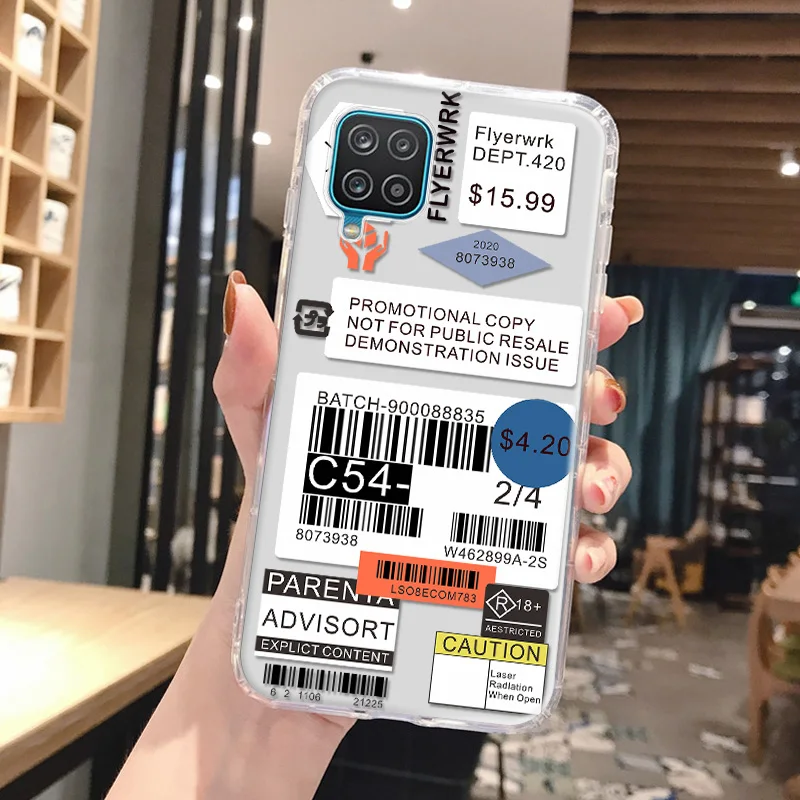 FLYERWRK
Flyerwrk
DEPT.420
$15.99
2020
8073938
PROMOTIONAL COPY
NOT FOR PUBLIC RESALE
DEMONSTRATION ISSUE
BATCH-900088835
$4.20
C54-
2/4
8073938
W462899A-2S
LSO8ECOM783
PARENTA
ADVISORT
EXPLICT CONTENT
6 2 1106 21225
R 18+
AESTRICTED
CAUTION
Laser
Radlation
When Open